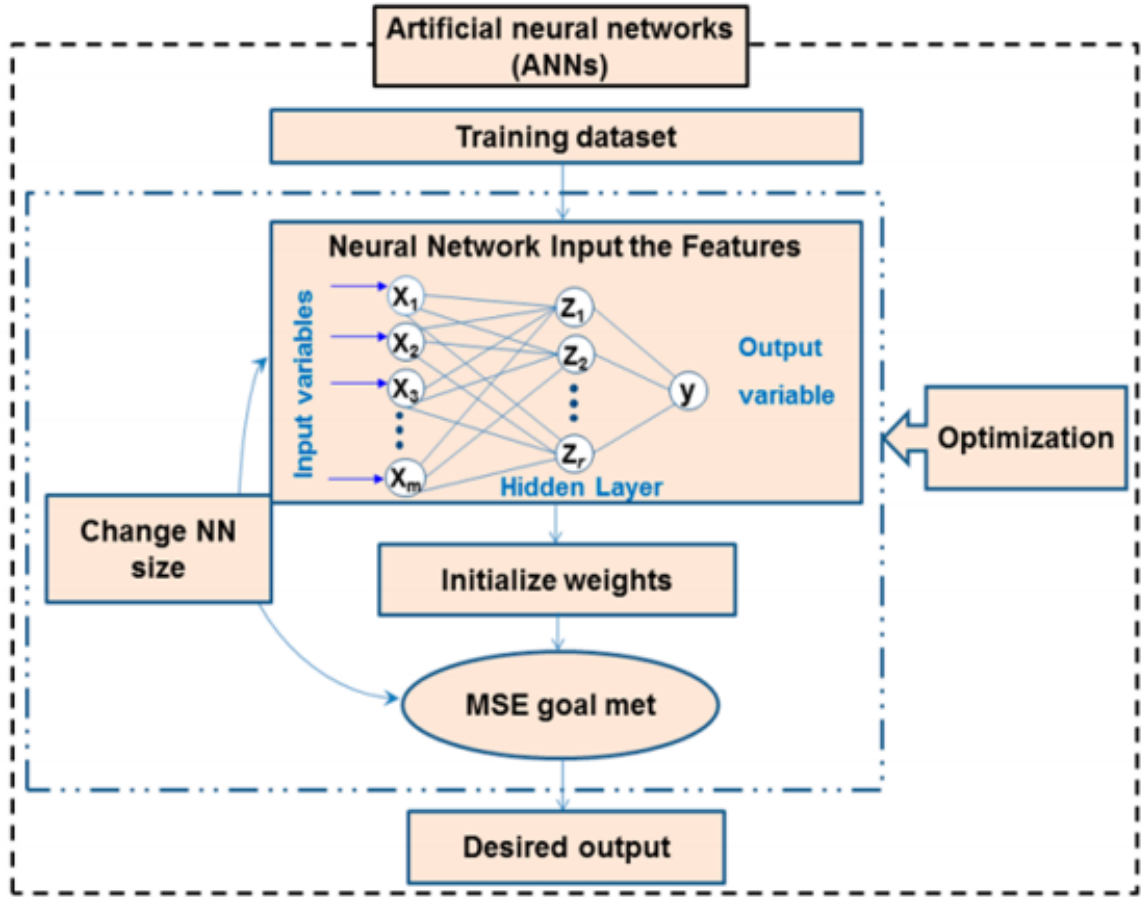 Artificial neural networks
(ANNs)
Training dataset
Neural Network Input the Features
Input variables
X1
X2
X3
Xm
Z1
Z2
Zr
Hidden Layer
y
Output
variable
Optimization
Change NN
size
Initialize weights
MSE goal met
Desired output